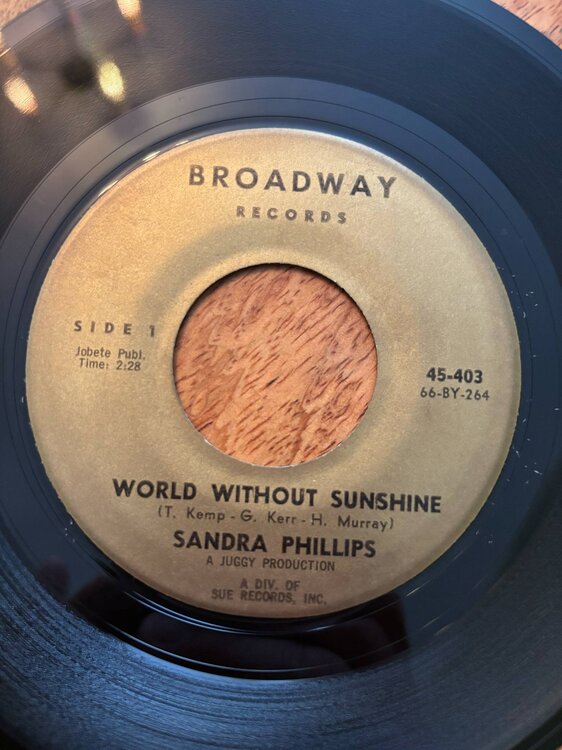 BROADWAY
RECORDS
SIDE 1
Jobete Publ.
Time: 2:28
45-403
66-BY-264
WORLD WITHOUT SUNSHINE
(T. Kemp - G. Kerr - H. Murray)
SANDRA PHILLIPS
A JUGGY PRODUCTION
A DIV. OF
SUE RECORDS, INC.